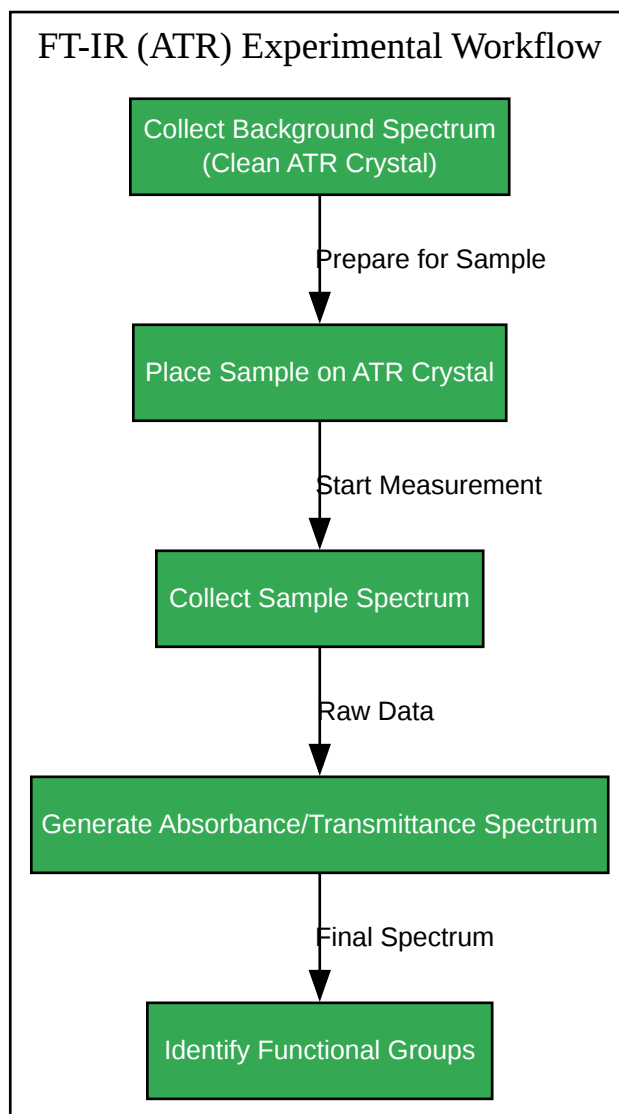 FT-IR (ATR) Experimental Workflow
Collect Background Spectrum
(Clean ATR Crystal)
Prepare for Sample
Place Sample on ATR Crystal
Start Measurement
Collect Sample Spectrum
Raw Data
Generate Absorbance/Transmittance Spectrum
Final Spectrum
Identify Functional Groups